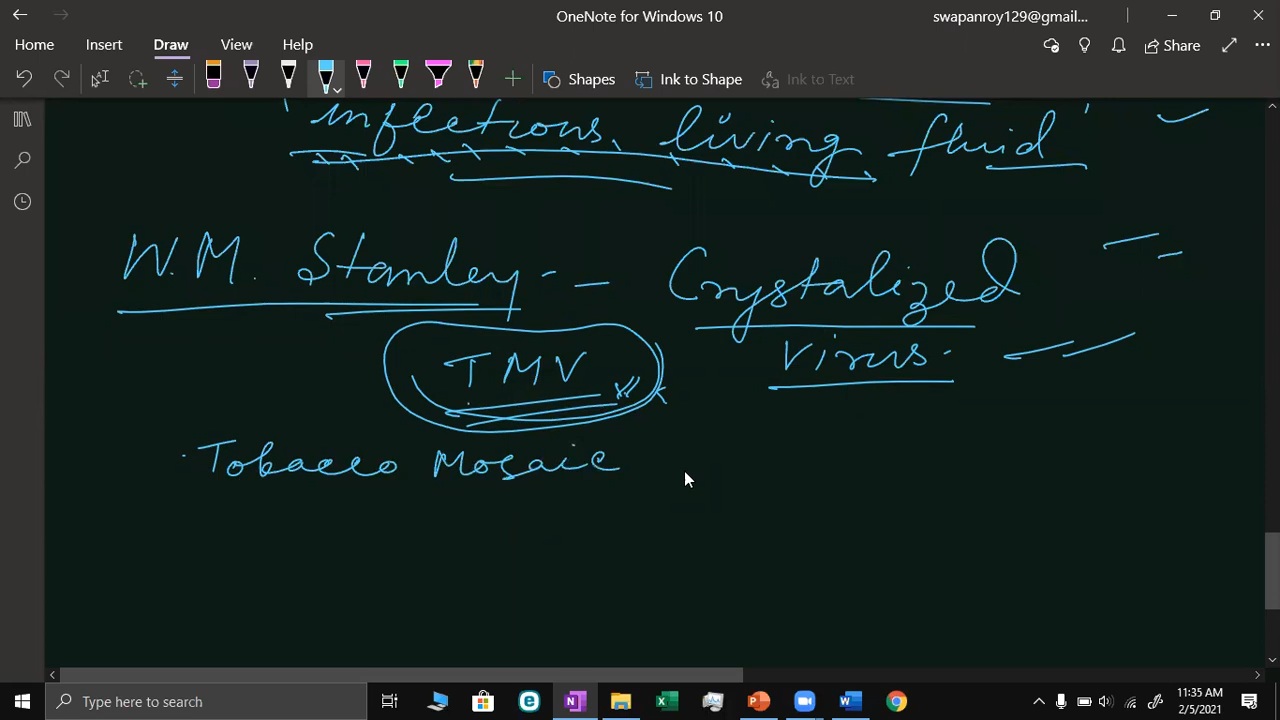 OneNote for Windows 10
swapanroy129@gmail...
Home Insert Draw View Help
Share
Shapes Ink to Shape Ink to Text
'inflections living fluid'
W.M. Stanley - - Crystalized
TMV Virus.
Tobacco Mosaic
Type here to search
11:35 AM
2/5/2021